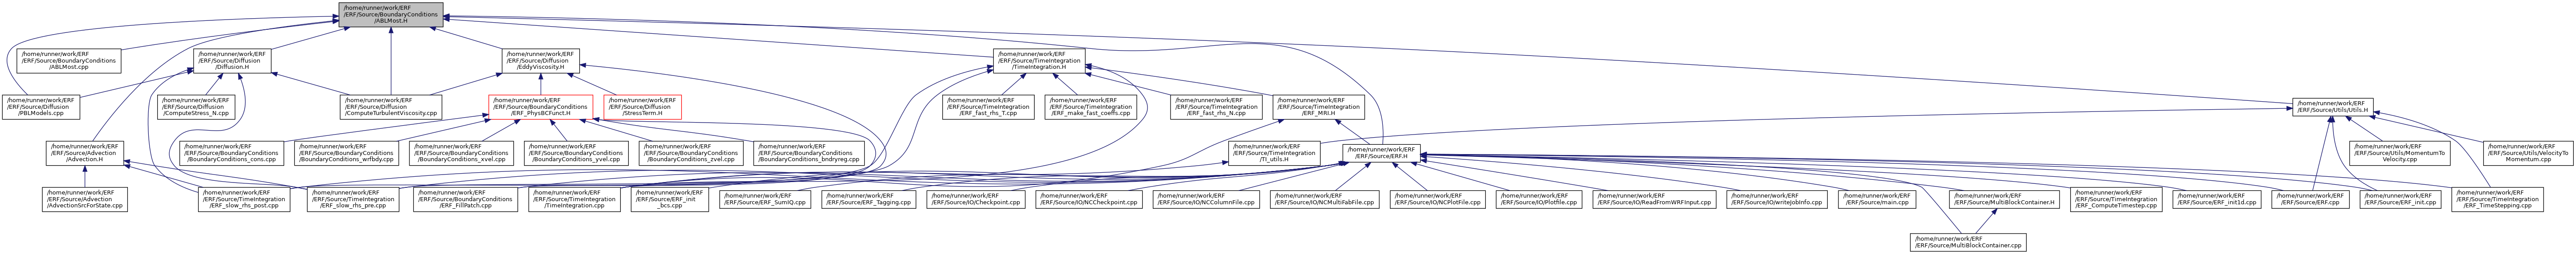 /home/runner/work/ERF
/ERF/Source/BoundaryConditions
/ABLMost.H
/home/runner/work/ERF
/ERF/Source/BoundaryConditions
/ABLMost.cpp
/home/runner/work/ERF
/ERF/Source/Diffusion
/Diffusion.H
/home/runner/work/ERF
/ERF/Source/Diffusion
/EddyViscosity.H
/home/runner/work/ERF
/ERF/Source/TimeIntegration
/TimeIntegration.H
/home/runner/work/ERF
/ERF/Source/Diffusion
/PBLModels.cpp
/home/runner/work/ERF
/ERF/Source/Diffusion
/ComputeStress_N.cpp
/home/runner/work/ERF
/ERF/Source/Diffusion
/ComputeTurbulentViscosity.cpp
/home/runner/work/ERF
/ERF/Source/BoundaryConditions
/ERF_PhysBCFunct.H
/home/runner/work/ERF
/ERF/Source/Diffusion
/StressTerm.H
/home/runner/work/ERF
/ERF/Source/TimeIntegration
/ERF_fast_rhs_T.cpp
/home/runner/work/ERF
/ERF/Source/TimeIntegration
/ERF_make_fast_coeffs.cpp
/home/runner/work/ERF
/ERF/Source/TimeIntegration
/ERF_fast_rhs_N.cpp
/home/runner/work/ERF
/ERF/Source/TimeIntegration
/ERF_MRI.H
/home/runner/work/ERF
/ERF/Source/Utils/Utils.H
/home/runner/work/ERF
/ERF/Source/Advection
/Advection.H
/home/runner/work/ERF
/ERF/Source/BoundaryConditions
/BoundaryConditions_cons.cpp
/home/runner/work/ERF
/ERF/Source/BoundaryConditions
/BoundaryConditions_wrfbdy.cpp
/home/runner/work/ERF
/ERF/Source/BoundaryConditions
/BoundaryConditions_xvel.cpp
/home/runner/work/ERF
/ERF/Source/BoundaryConditions
/BoundaryConditions_yvel.cpp
/home/runner/work/ERF
/ERF/Source/BoundaryConditions
/BoundaryConditions_zvel.cpp
/home/runner/work/ERF
/ERF/Source/BoundaryConditions
/BoundaryConditions_bndryreg.cpp
/home/runner/work/ERF
/ERF/Source/TimeIntegration
/TI_utils.H
/home/runner/work/ERF
/ERF/Source/ERF.H
/home/runner/work/ERF
/ERF/Source/Utils/MomentumTo
Velocity.cpp
/home/runner/work/ERF
/ERF/Source/Utils/VelocityTo
Momentum.cpp
/home/runner/work/ERF
/ERF/Source/Advection
/AdvectionSrcForState.cpp
/home/runner/work/ERF
/ERF/Source/TimeIntegration
/ERF_slow_rhs_post.cpp
/home/runner/work/ERF
/ERF/Source/TimeIntegration
/ERF_slow_rhs_pre.cpp
/home/runner/work/ERF
/ERF/Source/BoundaryConditions
/ERF_FillPatch.cpp
/home/runner/work/ERF
/ERF/Source/TimeIntegration
/TimeIntegration.cpp
/home/runner/work/ERF
/ERF/Source/ERF_init
_bcs.cpp
/home/runner/work/ERF
/ERF/Source/ERF_SumIQ.cpp
/home/runner/work/ERF
/ERF/Source/ERF_Tagging.cpp
/home/runner/work/ERF
/ERF/Source/IO/Checkpoint.cpp
/home/runner/work/ERF
/ERF/Source/IO/NCCheckpoint.cpp
/home/runner/work/ERF
/ERF/Source/IO/NCColumnFile.cpp
/home/runner/work/ERF
/ERF/Source/IO/NCMultiFabFile.cpp
/home/runner/work/ERF
/ERF/Source/IO/NCPlotFile.cpp
/home/runner/work/ERF
/ERF/Source/IO/Plotfile.cpp
/home/runner/work/ERF
/ERF/Source/IO/ReadFromWRFInput.cpp
/home/runner/work/ERF
/ERF/Source/IO/writeJobInfo.cpp
/home/runner/work/ERF
/ERF/Source/main.cpp
/home/runner/work/ERF
/ERF/Source/MultiBlockContainer.H
/home/runner/work/ERF
/ERF/Source/TimeIntegration
/ERF_ComputeTimestep.cpp
/home/runner/work/ERF
/ERF/Source/ERF_init1d.cpp
/home/runner/work/ERF
/ERF/Source/ERF.cpp
/home/runner/work/ERF
/ERF/Source/ERF_init.cpp
/home/runner/work/ERF
/ERF/Source/TimeIntegration
/ERF_TimeStepping.cpp
/home/runner/work/ERF
/ERF/Source/MultiBlockContainer.cpp